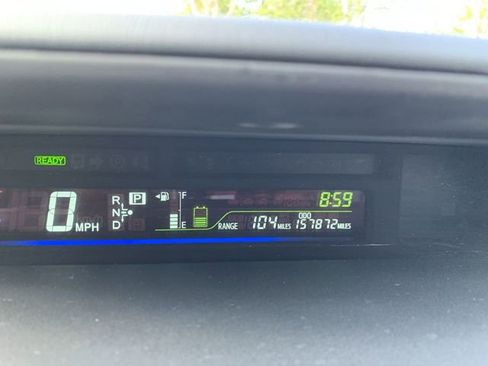 READY
0 MPH
R
N
D
P
F
E
8:59
RANGE 104 MILES
ODO
157872 MILES